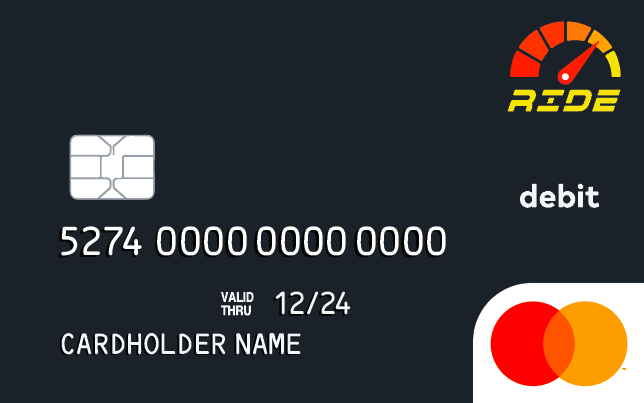 RIDE
debit
5274 0000 0000 0000
VALID
THRU 12/24
CARDHOLDER NAME